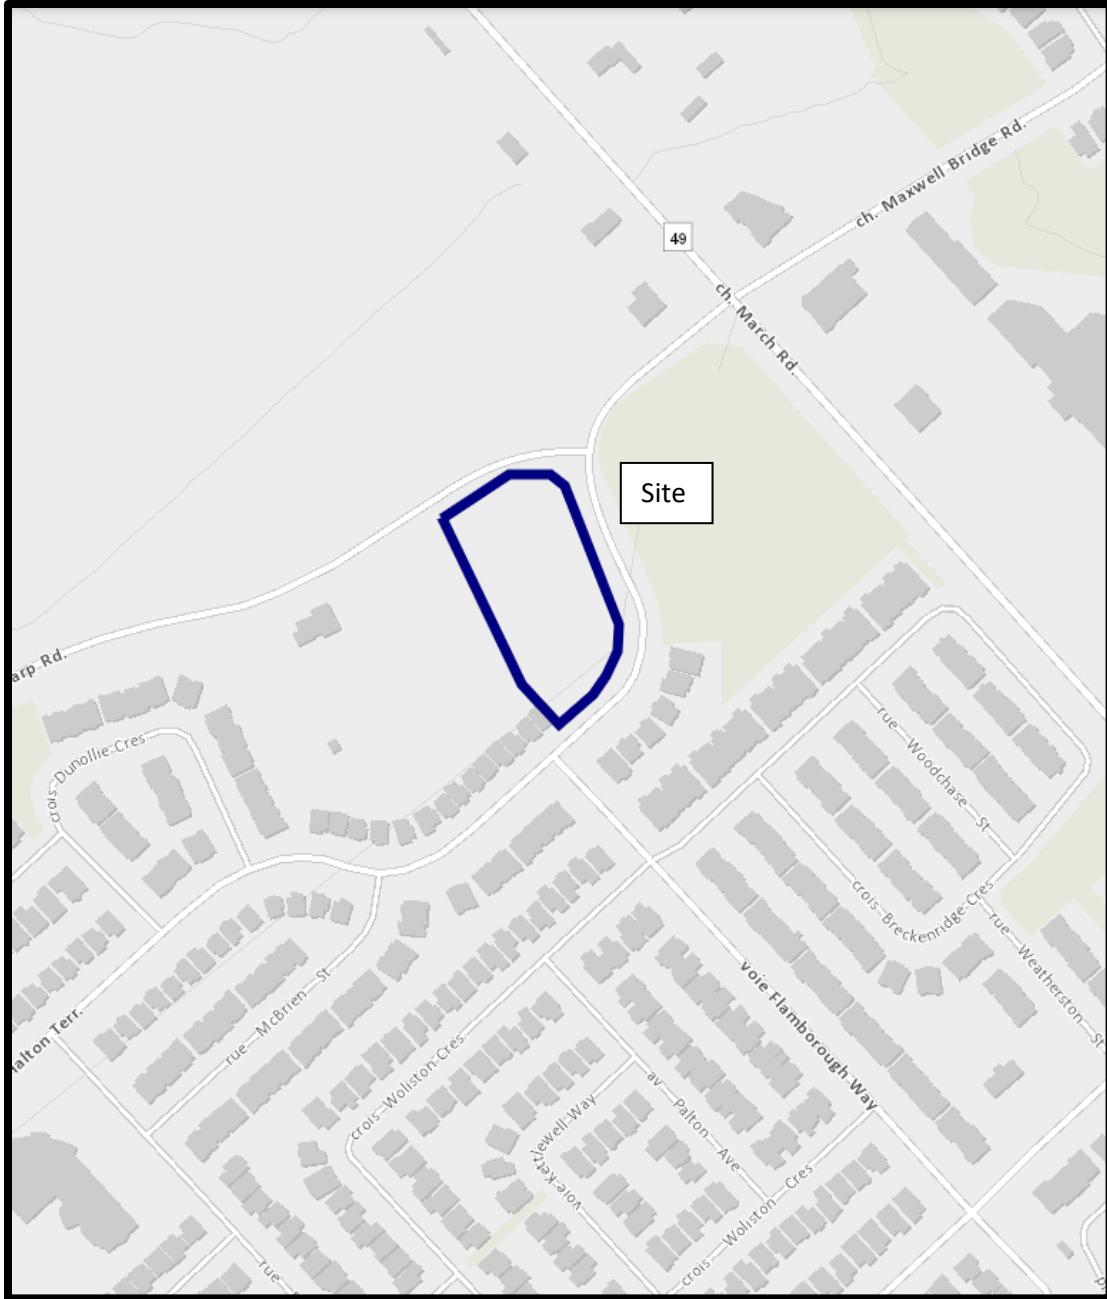 ch. Maxwell Bridge Rd.
49
ch. March Rd.
Site
arp Rd.
crois Dunollie Cres
rue Woodchase St
crois Breckenridge Cres
rue Weatherston St
voie Flamborough Way
alton Terr.
rue McBrien St
crois Woliston Cres
av Palton Ave
voie Kettlewell Way
crois Woliston Cres
rue
p